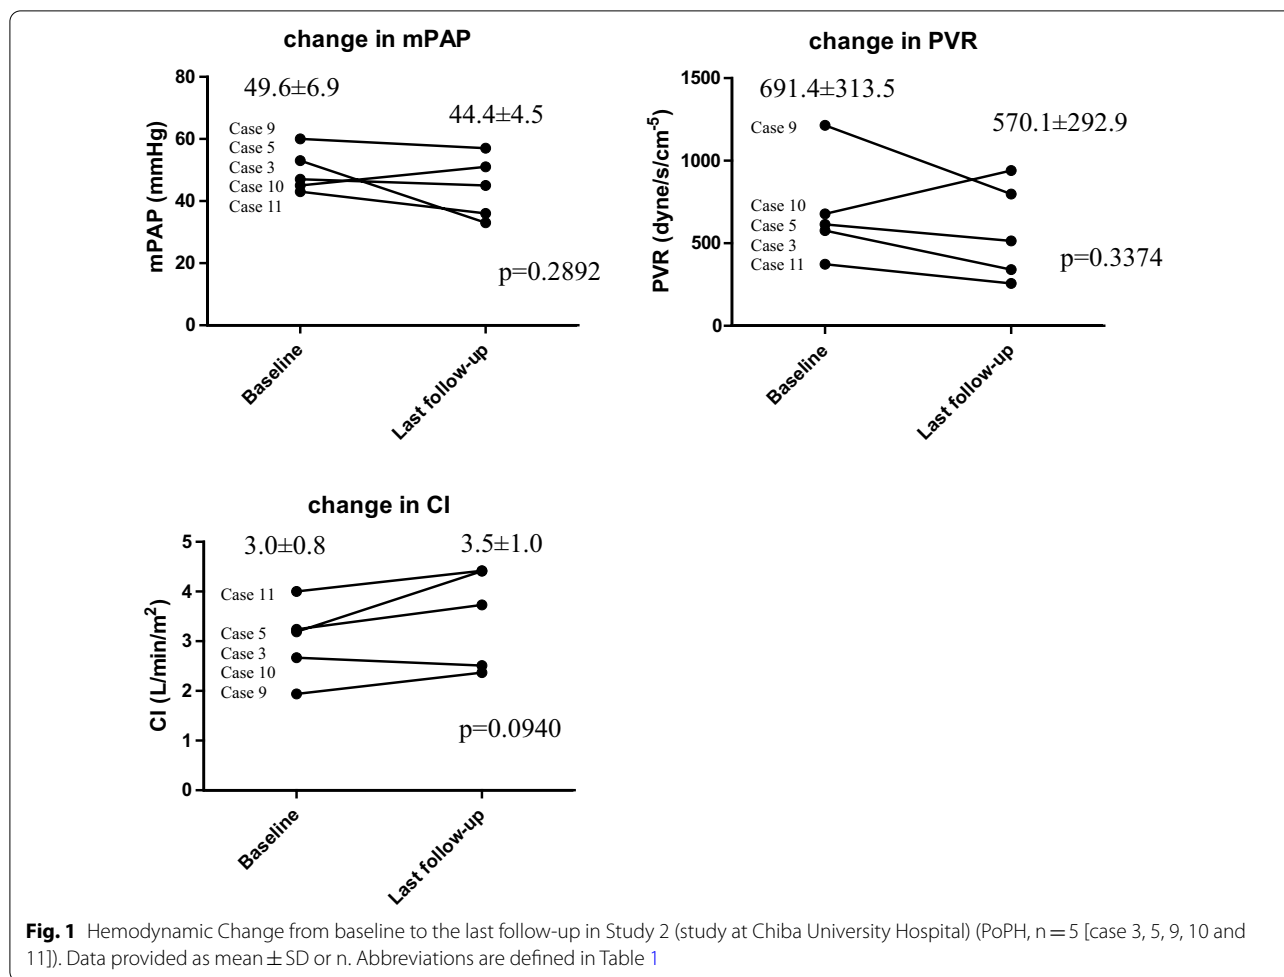 change in mPAP
80
60
40
20
0
mPAP (mmHg)
49.6±6.9
44.4±4.5
Case 9
Case 5
Case 3
Case 10
Case 11
p=0.2892
Baseline
Last follow-up
change in PVR
1500
1000
500
0
PVR (dyne/s/cm-5)
691.4±313.5
570.1±292.9
Case 9
Case 10
Case 5
Case 3
Case 11
p=0.3374
Baseline
Last follow-up
change in CI
5
4
3
2
1
0
CI (L/min/m2)
3.0±0.8
3.5±1.0
Case 11
Case 5
Case 3
Case 10
Case 9
p=0.0940
Baseline
Last follow-up
Fig. 1 Hemodynamic Change from baseline to the last follow-up in Study 2 (study at Chiba University Hospital) (PoPH, n = 5 [case 3, 5, 9, 10 and
11]). Data provided as mean ± SD or n. Abbreviations are defined in Table 1